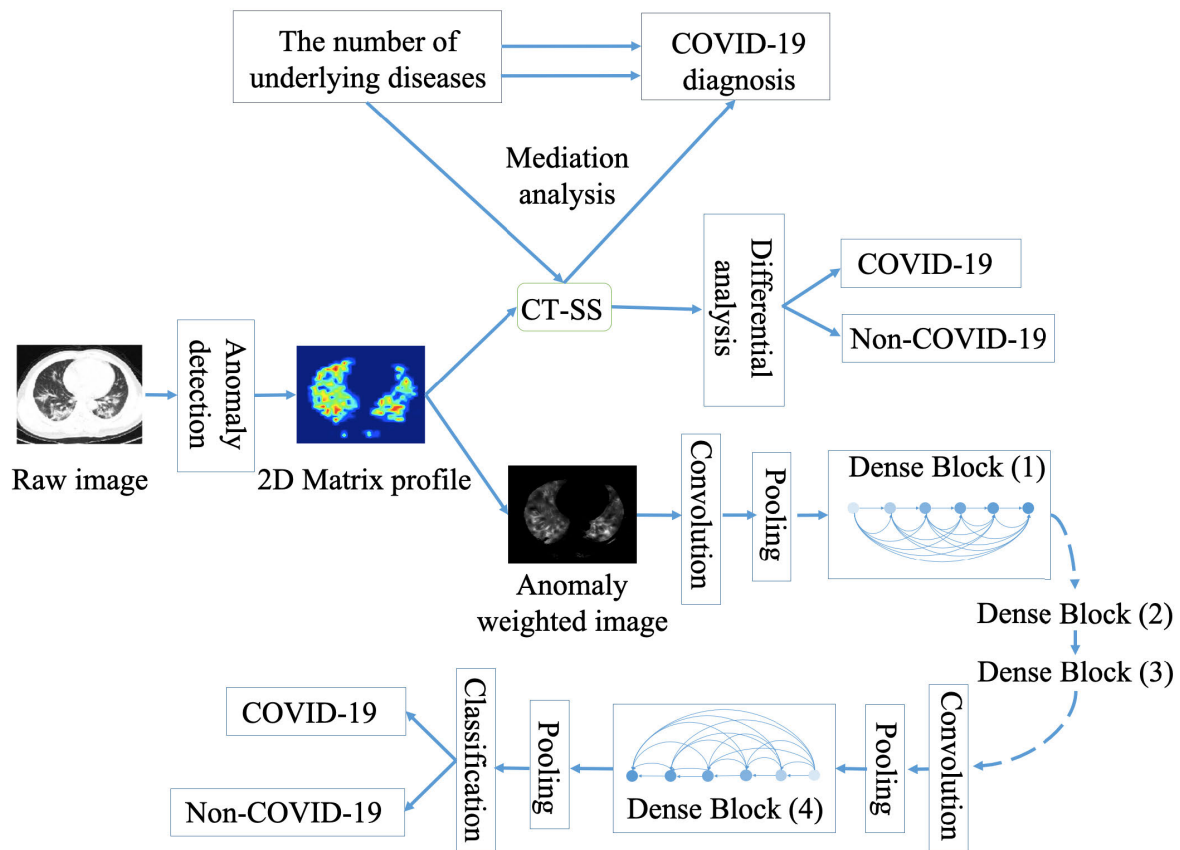 The number of
underlying diseases
COVID-19
diagnosis
Mediation
analysis
CT-SS
Differential
analysis
COVID-19
Non-COVID-19
Raw image
Anomaly
detection
2D Matrix profile
Anomaly
weighted image
Convolution
Pooling
Dense Block (1)
Dense Block (2)
Dense Block (3)
Convolution
Pooling
Dense Block (4)
Pooling
Classification
COVID-19
Non-COVID-19